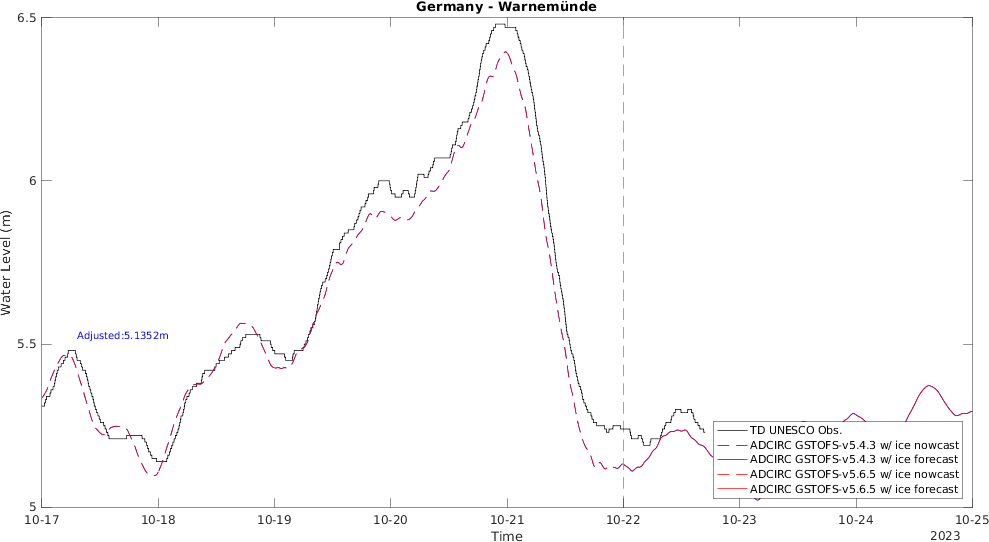 Germany - Warnemünde
6.5
6
5.5
5
Water Level (m)
Adjusted:5.1352m
TD UNESCO Obs.
ADCIRC GSTOFS-v5.4.3 w/ ice nowcast
ADCIRC GSTOFS-v5.4.3 w/ ice forecast
ADCIRC GSTOFS-v5.6.5 w/ ice nowcast
ADCIRC GSTOFS-v5.6.5 w/ ice forecast
10-17 10-18 10-19 10-20 10-21 10-22 10-23 10-24 10-25
Time
2023